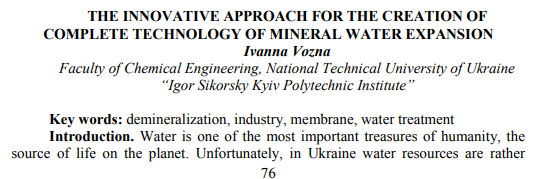 THE INNOVATIVE APPROACH FOR THE CREATION OF
COMPLETE TECHNOLOGY OF MINERAL WATER EXPANSION
Ivanna Vozna
Faculty of Chemical Engineering, National Technical University of Ukraine
“Igor Sikorsky Kyiv Polytechnic Institute”
Key words: demineralization, industry, membrane, water treatment
Introduction. Water is one of the most important treasures of humanity, the
source of life on the planet. Unfortunately, in Ukraine water resources are rather
76